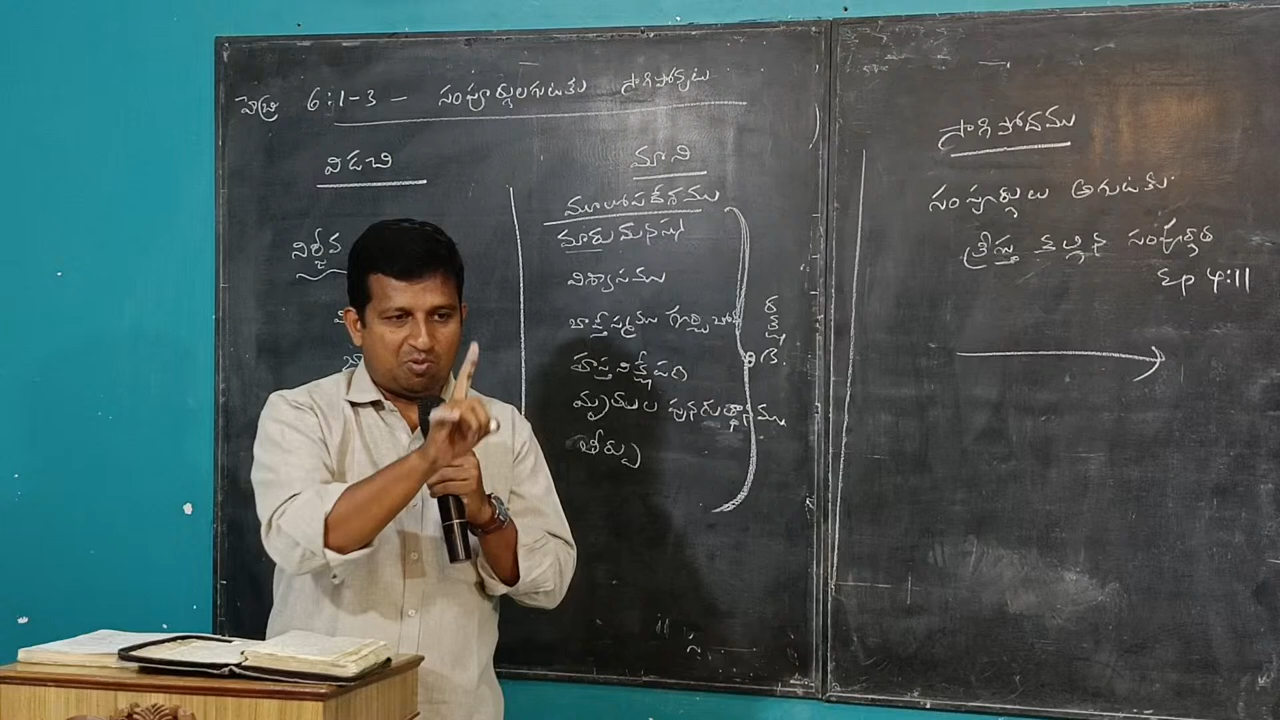 హెబ్రీ 6:1-3 – సంపూర్ణులగుటకు సాగిపోవుట
విడచి
నిర్జీవ
మాని
మూలోపదేశము
మారుమనస్సు
విశ్వాసము
బాప్తిస్మము గూర్చి బోధ
హస్త నిక్షేపణ
మృతుల పునరుత్థానము
తీర్పు
సాగిపోదము
సంపూర్ణులు అగుటకు
క్రీస్తు కల్గిన సంపూర్ణత
Ep 4:11